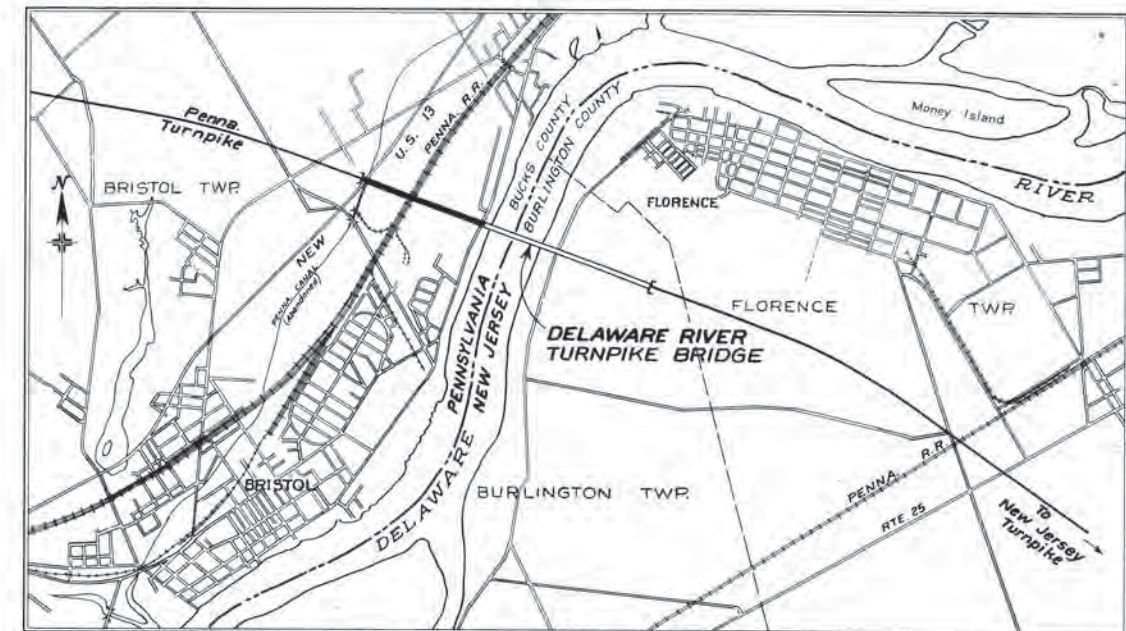 Penna.
Turnpike
N
BRISTOL TWP.
NEW
U.S. 13
PENNA. R.R.
PENNA. CANAL
(ABANDONED)
BUCKS COUNTY
BURLINGTON COUNTY
Money Island
RIVER
FLORENCE
FLORENCE
TWP.
DELAWARE RIVER
TURNPIKE BRIDGE
PENNSYLVANIA
NEW JERSEY
DELAWARE
BRISTOL
BURLINGTON TWP.
PENNA. R.R.
RTE. 25
To
New Jersey
Turnpike